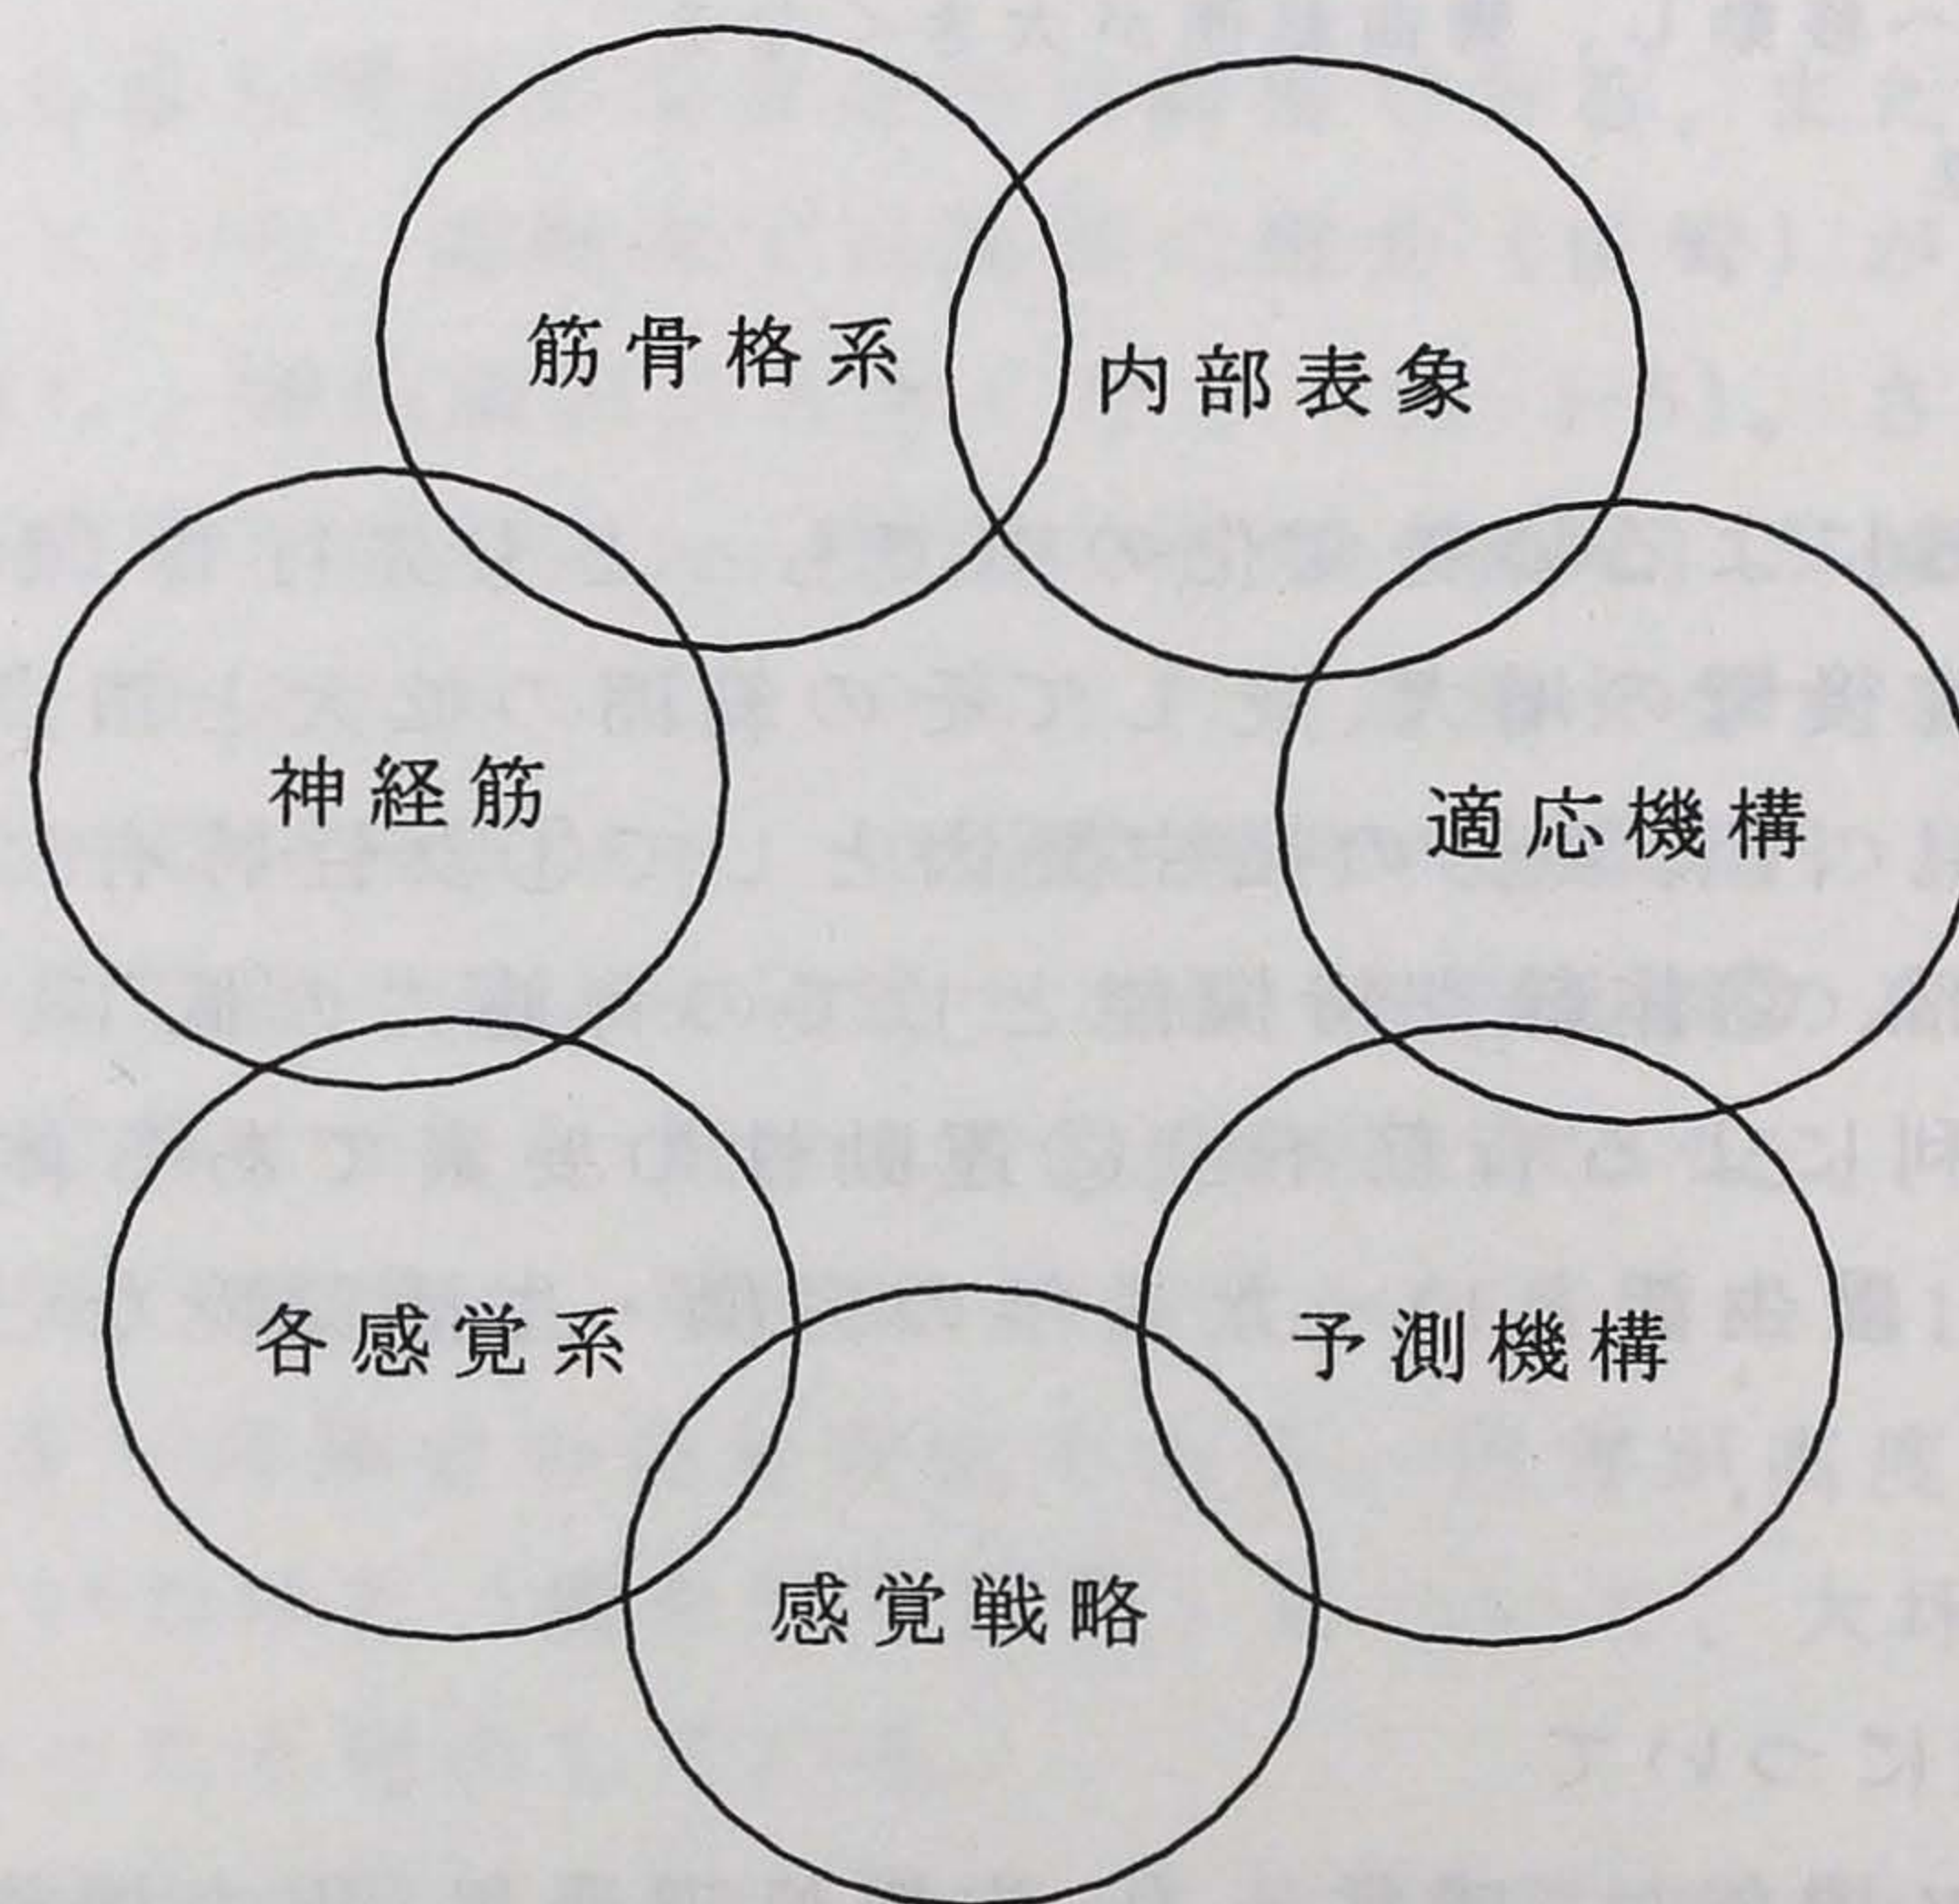 筋骨格系
内部表象
神経筋
適応機構
各感覚系
予測機構
感覚戦略